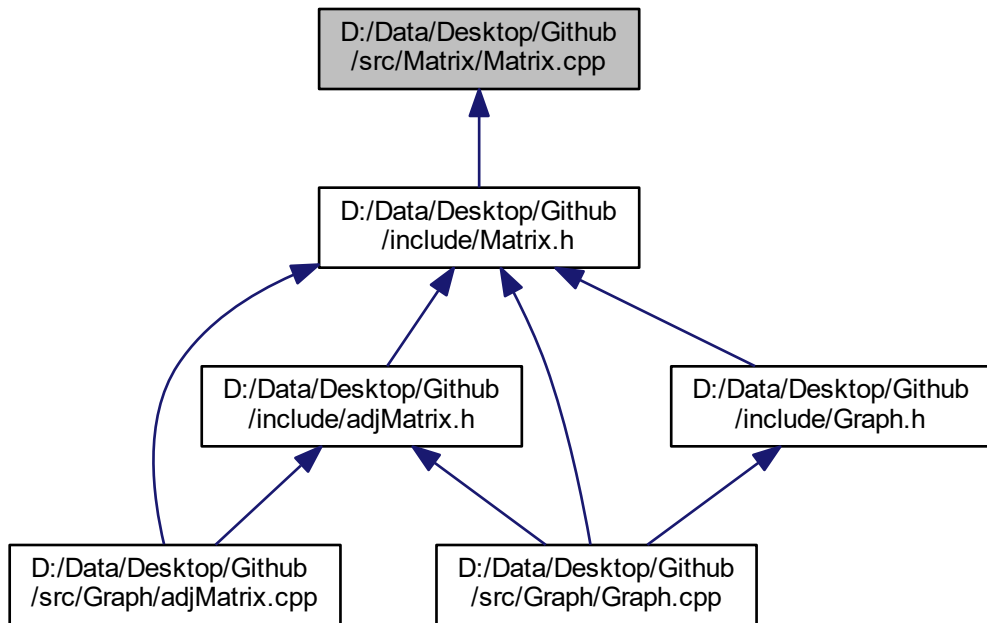 D:/Data/Desktop/Github
/src/Matrix/Matrix.cpp
D:/Data/Desktop/Github
/include/Matrix.h
D:/Data/Desktop/Github
/include/adjMatrix.h
D:/Data/Desktop/Github
/include/Graph.h
D:/Data/Desktop/Github
/src/Graph/adjMatrix.cpp
D:/Data/Desktop/Github
/src/Graph/Graph.cpp